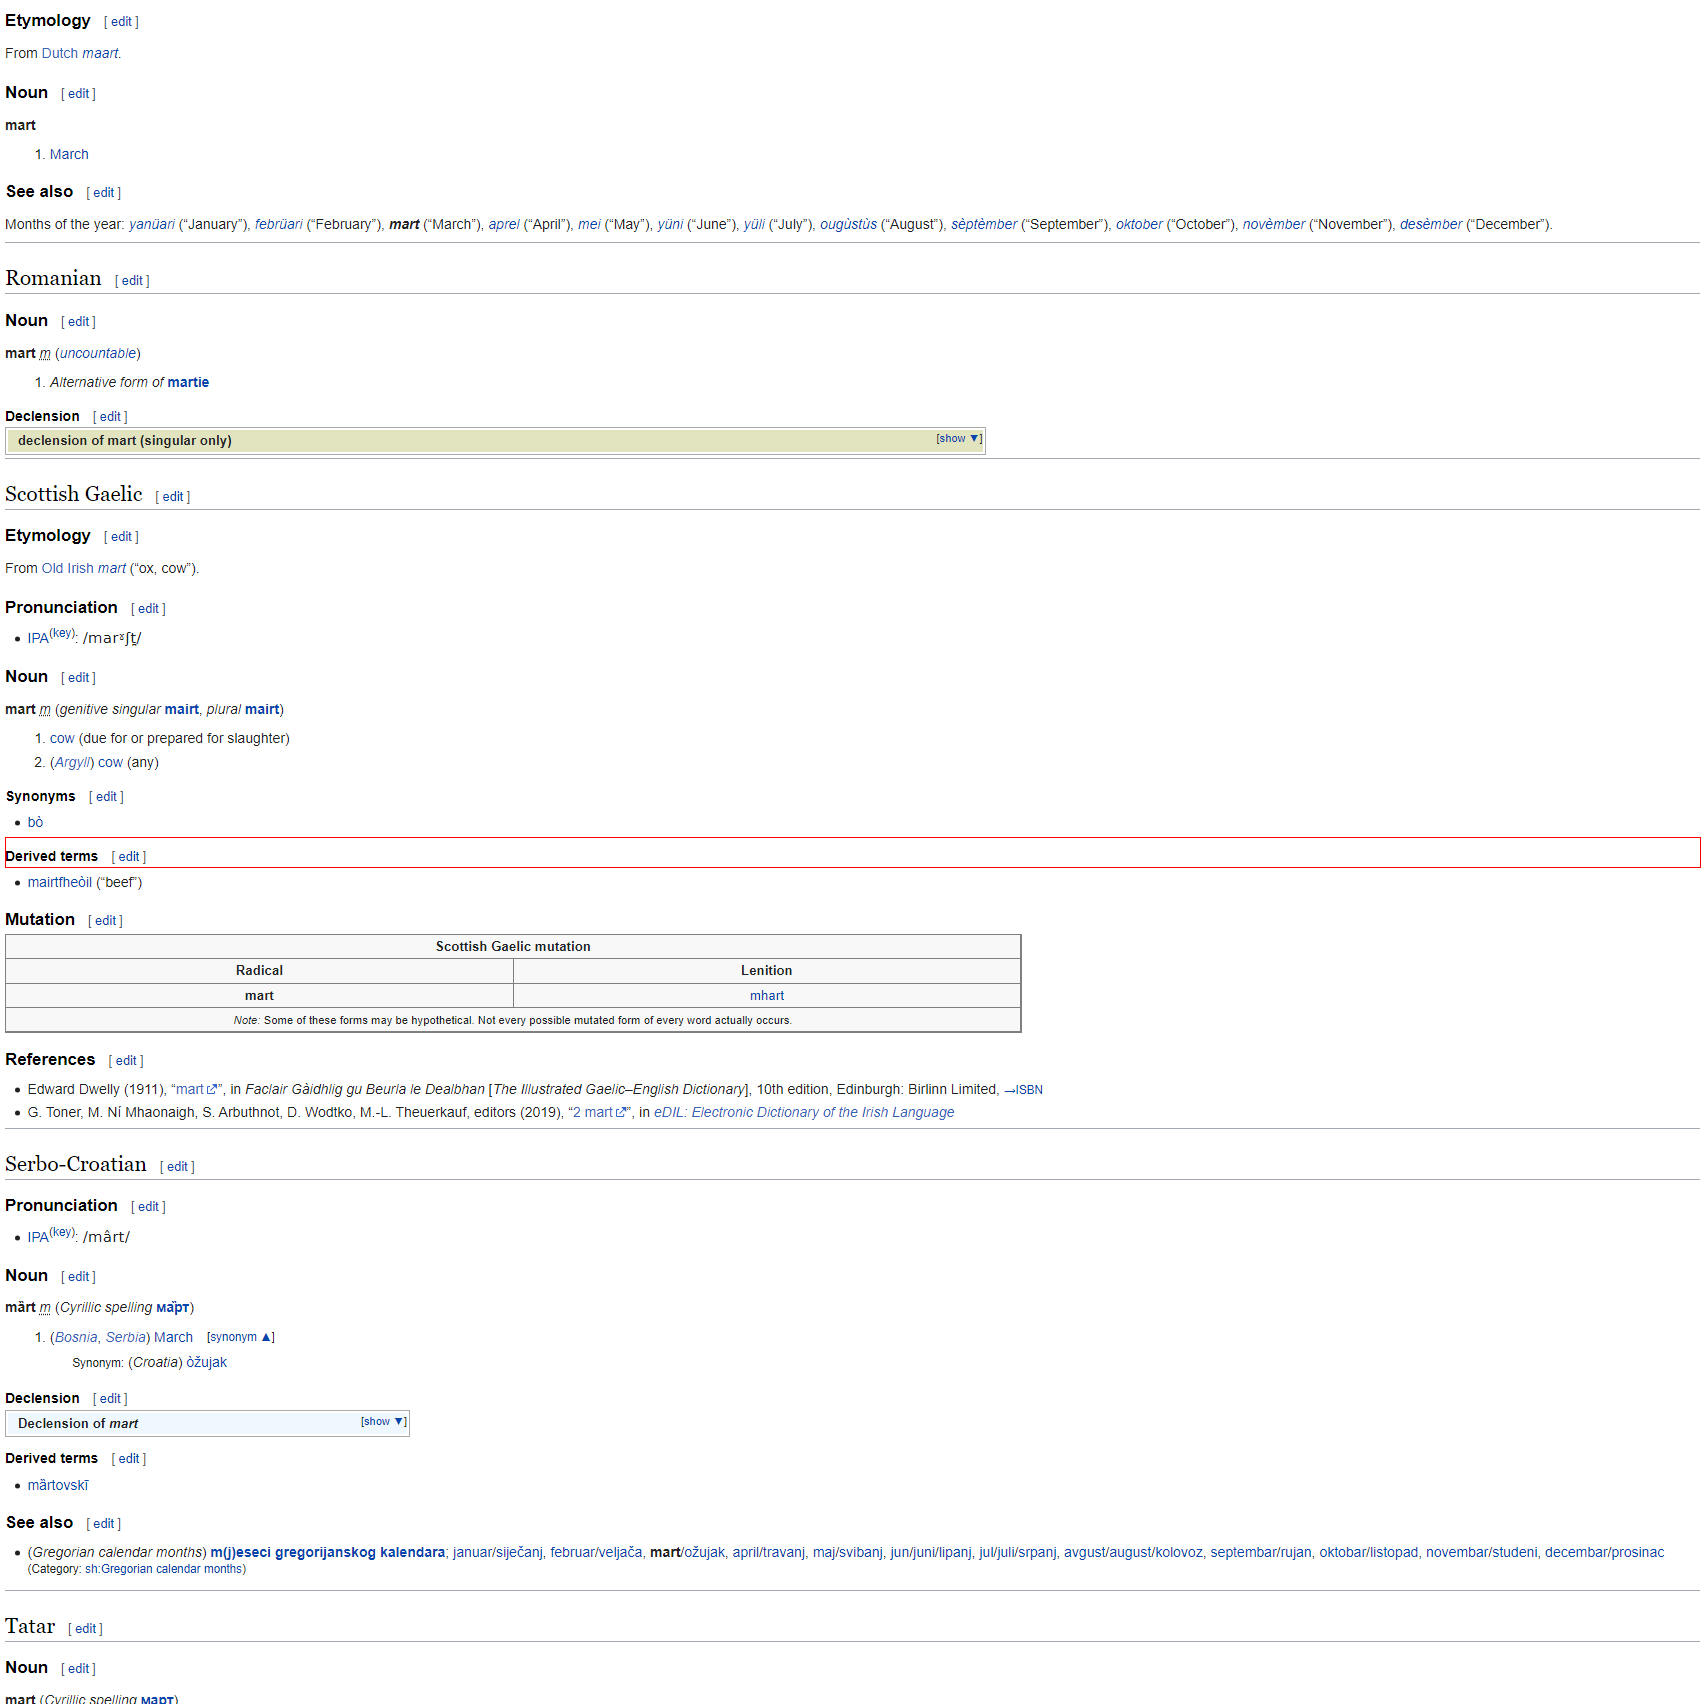 Etymology [ edit ]
From Dutch maart.
Noun [ edit ]
mart
1. March
See also [ edit ]
Months of the year: yanüari (“January”), febrüari (“February”), mart (“March”), aprel (“April”), mei (“May”), yüni (“June”), yüli (“July”), ougùstùs (“August”), sèptèmber (“September”), oktober (“October”), novèmber (“November”), desèmber (“December”).
Romanian [ edit ]
Noun [ edit ]
mart m (uncountable)
1. Alternative form of martie
Declension [ edit ]
declension of mart (singular only) [show ▼]
Scottish Gaelic [ edit ]
Etymology [ edit ]
From Old Irish mart (“ox, cow”).
Pronunciation [ edit ]
• IPA(key): /marˠʃt̪/
Noun [ edit ]
mart m (genitive singular mairt, plural mairt)
1. cow (due for or prepared for slaughter)
2. (Argyll) cow (any)
Synonyms [ edit ]
• bò
Derived terms [ edit ]
• mairtfheòil (“beef”)
Mutation [ edit ]
Scottish Gaelic mutation
Radical Lenition
mart mhart
Note: Some of these forms may be hypothetical. Not every possible mutated form of every word actually occurs.
References [ edit ]
• Edward Dwelly (1911), “mart”, in Faclair Gàidhlig gu Beurla le Dealbhan [The Illustrated Gaelic–English Dictionary], 10th edition, Edinburgh: Birlinn Limited, →ISBN
• G. Toner, M. Ní Mhaonaigh, S. Arbuthnot, D. Wodtko, M.-L. Theuerkauf, editors (2019), “2 mart”, in eDIL: Electronic Dictionary of the Irish Language
Serbo-Croatian [ edit ]
Pronunciation [ edit ]
• IPA(key): /mârt/
Noun [ edit ]
mȁrt m (Cyrillic spelling ма̏рт)
1. (Bosnia, Serbia) March [synonym ▲]
Synonym: (Croatia) òžujak
Declension [ edit ]
Declension of mart [show ▼]
Derived terms [ edit ]
• mȁrtovskī
See also [ edit ]
• (Gregorian calendar months) m(j)eseci gregorijanskog kalendara; januar/siječanj, februar/veljača, mart/ožujak, april/travanj, maj/svibanj, jun/juni/lipanj, jul/juli/srpanj, avgust/august/kolovoz, septembar/rujan, oktobar/listopad, novembar/studeni, decembar/prosinac
(Category: sh:Gregorian calendar months)
Tatar [ edit ]
Noun [ edit ]
mart (Cyrillic spelling март)